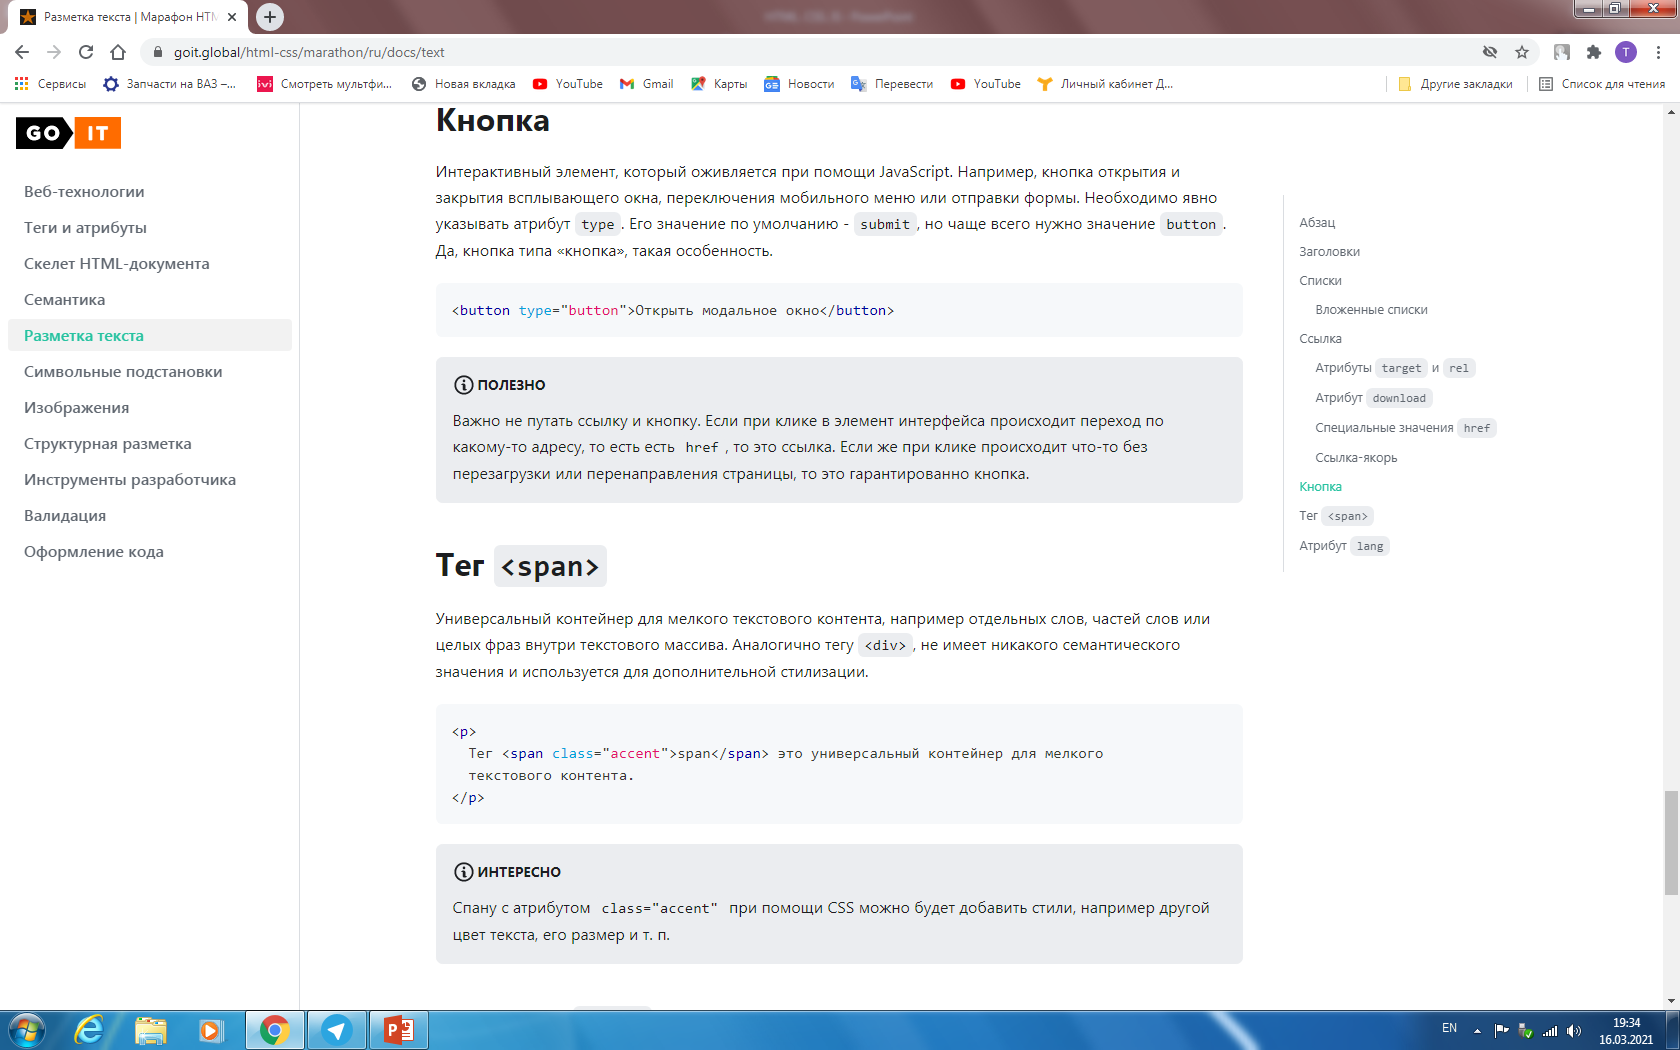 Разметка текста | Марафон HTM
goit.global/html-css/marathon/ru/docs/text
T
Сервисы
Запчасти на ВАЗ –...
Смотреть мультфи...
Новая вкладка
YouTube
Gmail
Карты
Новости
Перевести
YouTube
Личный кабинет Д...
Другие закладки
Список для чтения
GO IT
Веб-технологии
Теги и атрибуты
Скелет HTML-документа
Семантика
Разметка текста
Символьные подстановки
Изображения
Структурная разметка
Инструменты разработчика
Валидация
Оформление кода
Кнопка
Интерактивный элемент, который оживляется при помощи JavaScript. Например, кнопка открытия и
закрытия всплывающего окна, переключения мобильного меню или отправки формы. Необходимо явно
указывать атрибут type. Его значение по умолчанию - submit, но чаще всего нужно значение button.
Да, кнопка типа «кнопка», такая особенность.
<button type="button">Открыть модальное окно</button>
ПОЛЕЗНО
Важно не путать ссылку и кнопку. Если при клике в элемент интерфейса происходит переход по
какому-то адресу, то есть есть href , то это ссылка. Если же при клике происходит что-то без
перезагрузки или перенаправления страницы, то это гарантированно кнопка.
Тег <span>
Универсальный контейнер для мелкого текстового контента, например отдельных слов, частей слов или
целых фраз внутри текстового массива. Аналогично тегу <div>, не имеет никакого семантического
значения и используется для дополнительной стилизации.
<p>
Тег <span class="accent">span</span> это универсальный контейнер для мелкого
текстового контента.
</p>
ИНТЕРЕСНО
Спану с атрибутом class="accent" при помощи CSS можно будет добавить стили, например другой
цвет текста, его размер и т. п.
Абзац
Заголовки
Списки
Вложенные списки
Ссылка
Атрибуты target и rel
Атрибут download
Специальные значения href
Ссылка-якорь
Кнопка
Тег <span>
Атрибут lang
EN
19:34
16.03.2021